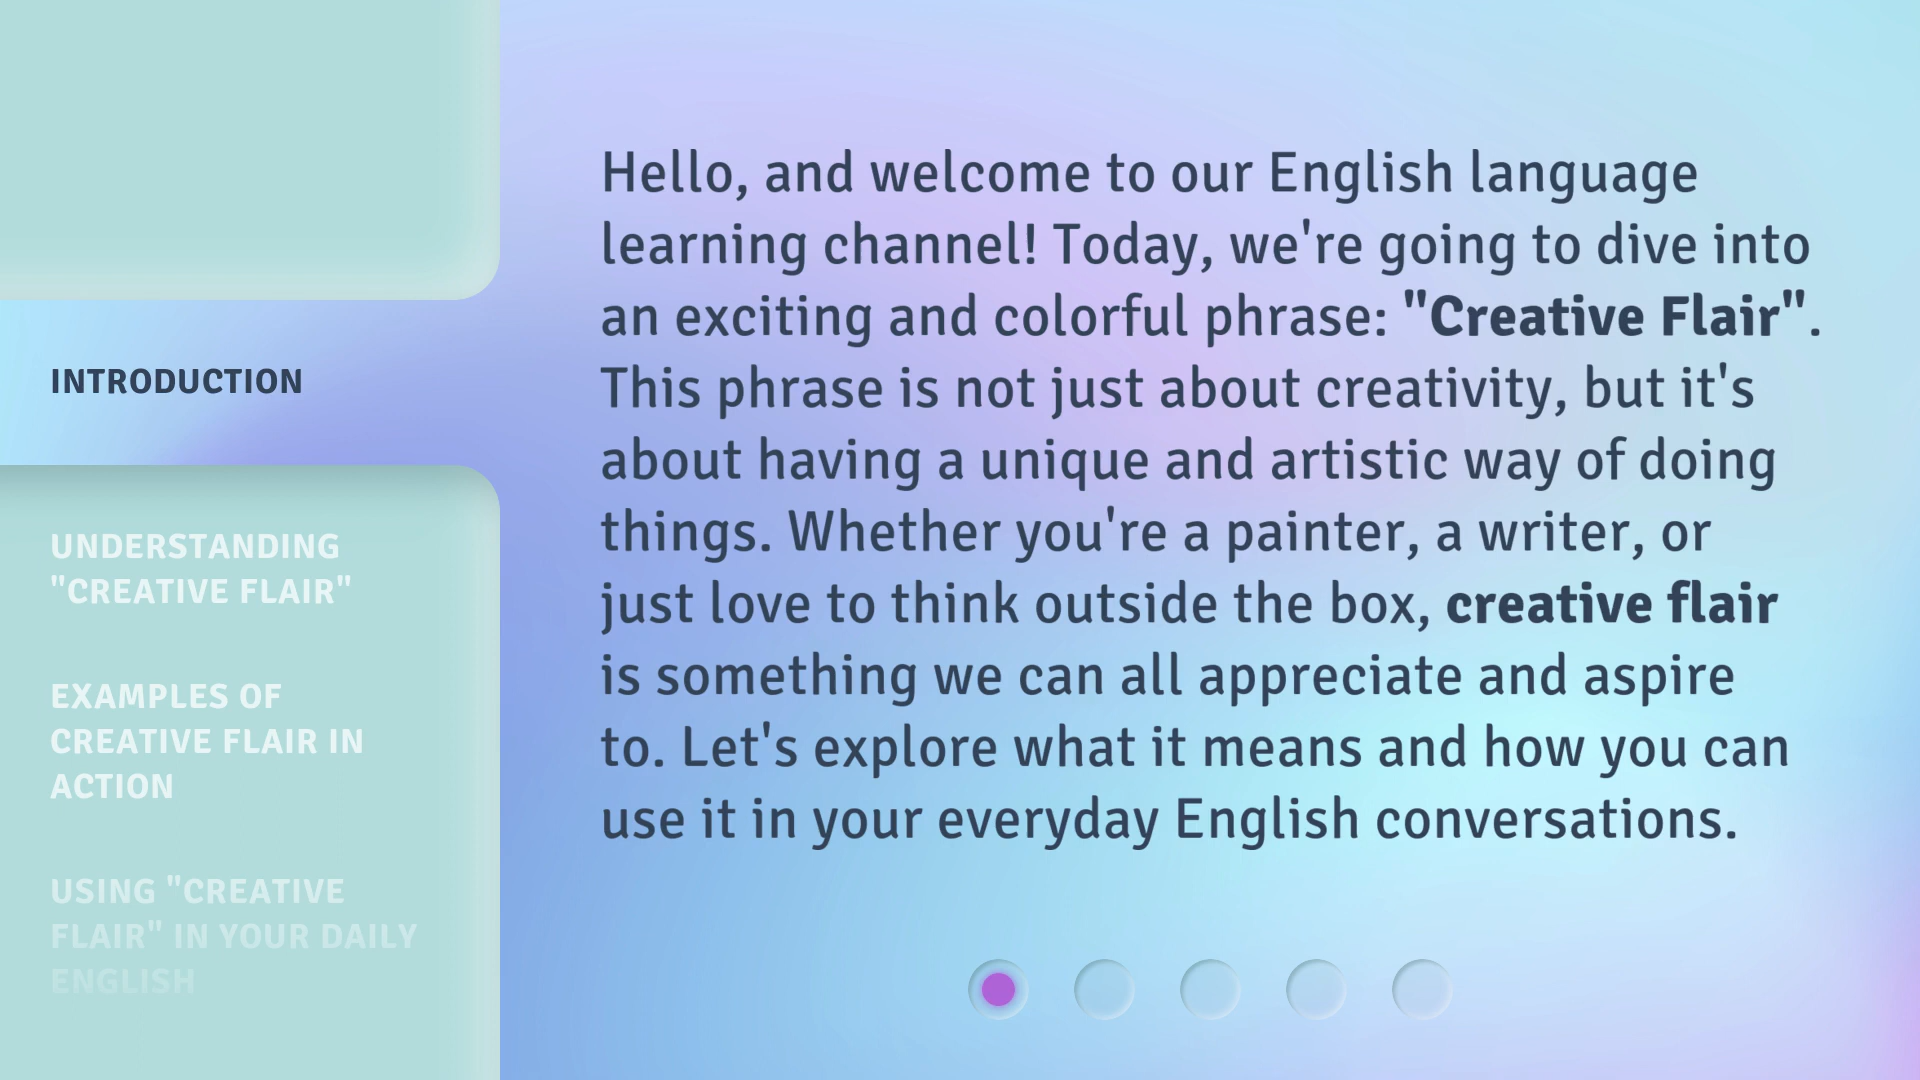 INTRODUCTION
UNDERSTANDING
"CREATIVE FLAIR"
EXAMPLES OF
CREATIVE FLAIR IN
ACTION
USING "CREATIVE
FLAIR" IN YOUR DAILY
ENGLISH
Hello, and welcome to our English language
learning channel! Today, we're going to dive into
an exciting and colorful phrase: "Creative Flair".
This phrase is not just about creativity, but it's
about having a unique and artistic way of doing
things. Whether you're a painter, a writer, or
just love to think outside the box, creative flair
is something we can all appreciate and aspire
to. Let's explore what it means and how you can
use it in your everyday English conversations.